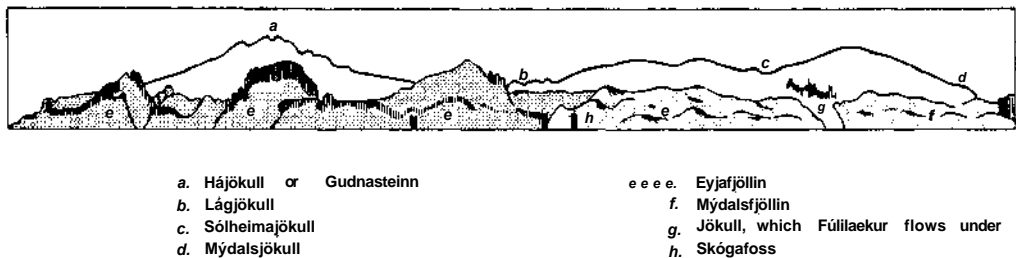 a
b
c
d
e
e
e
h
e
g
f
a. Hájökull or Gudnasteinn
b. Lágjökull
c. Sólheimajökull
d. Mýdalsjökull
e e e e. Eyjafjöllin
f. Mýdalsfjöllin
g. Jökull, which Fúlilaekur flows under
h. Skógafoss